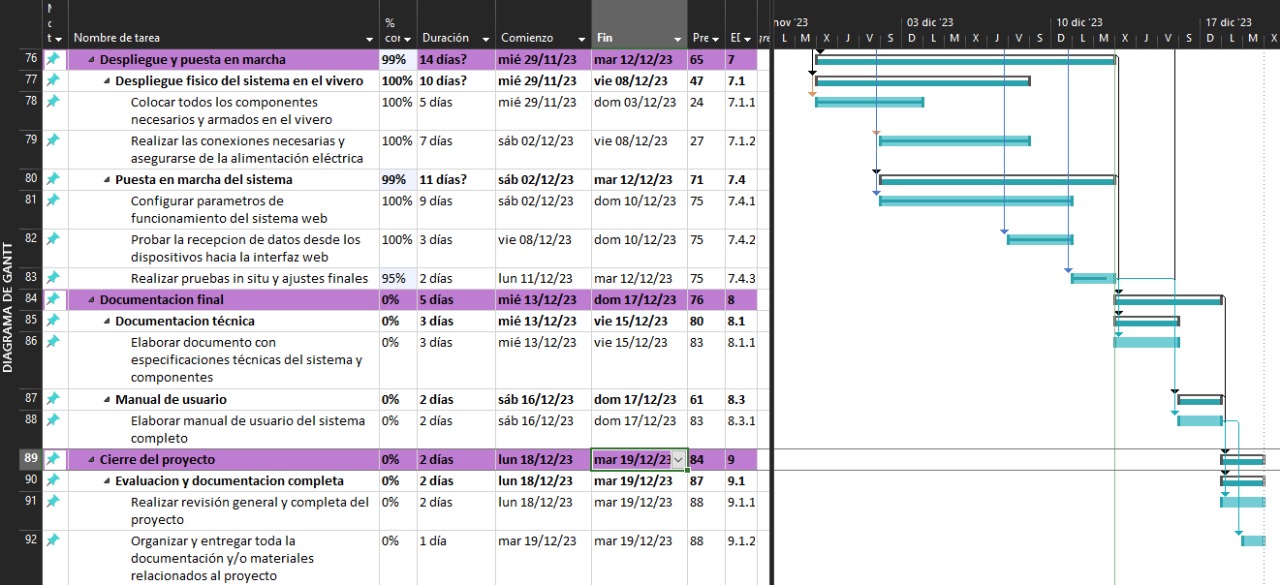 nov '23 03 dic '23 10 dic '23 17 dic '23
% 
Nombre de tarea cor Duración Comienzo Fin Pre ED L M X J V S D L M X J V S D L M X J V S D L M X
76 Despliegue y puesta en marcha 99% 14 días? mié 29/11/23 mar 12/12/23 65 7
77 Despliegue fisico del sistema en el vivero 100% 10 días? mié 29/11/23 vie 08/12/23 47 7.1
78 Colocar todos los componentes 100% 5 días mié 29/11/23 dom 03/12/23 24 7.1.1
necesarios y armados en el vivero
79 Realizar las conexiones necesarias y 100% 7 días sáb 02/12/23 vie 08/12/23 27 7.1.2
asegurarse de la alimentación eléctrica
80 Puesta en marcha del sistema 99% 11 días? sáb 02/12/23 mar 12/12/23 71 7.4
81 Configurar parametros de 100% 9 días sáb 02/12/23 dom 10/12/23 75 7.4.1
funcionamiento del sistema web
82 Probar la recepcion de datos desde los 100% 3 días vie 08/12/23 dom 10/12/23 75 7.4.2
dispositivos hacia la interfaz web
83 Realizar pruebas in situ y ajustes finales 95% 2 días lun 11/12/23 mar 12/12/23 75 7.4.3
84 Documentacion final 0% 5 días mié 13/12/23 dom 17/12/23 76 8
85 Documentacion técnica 0% 3 días mié 13/12/23 vie 15/12/23 80 8.1
86 Elaborar documento con 0% 3 días mié 13/12/23 vie 15/12/23 83 8.1.1
especificaciones técnicas del sistema y
componentes
87 Manual de usuario 0% 2 días sáb 16/12/23 dom 17/12/23 61 8.3
88 Elaborar manual de usuario del sistema 0% 2 días sáb 16/12/23 dom 17/12/23 83 8.3.1
completo
89 Cierre del proyecto 0% 2 días lun 18/12/23 mar 19/12/23 84 9
90 Evaluacion y documentacion completa 0% 2 días lun 18/12/23 mar 19/12/23 87 9.1
91 Realizar revisión general y completa del 0% 2 días lun 18/12/23 mar 19/12/23 88 9.1.1
proyecto
92 Organizar y entregar toda la 0% 1 día mar 19/12/23 mar 19/12/23 88 9.1.2
documentación y/o materiales
relacionados al proyecto
DIAGRAMA DE GANTT